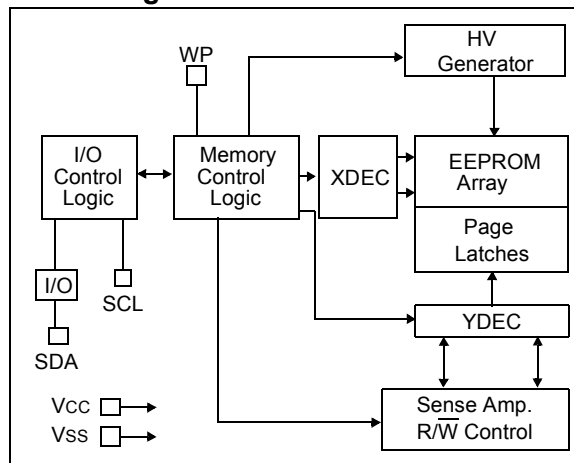 WP
HV
Generator
I/O
Control
Logic
Memory
Control
Logic
XDEC
EEPROM
Array
Page
Latches
I/O
SCL
SDA
YDEC
VCC
VSS
Sense Amp.
R/W̅ Control